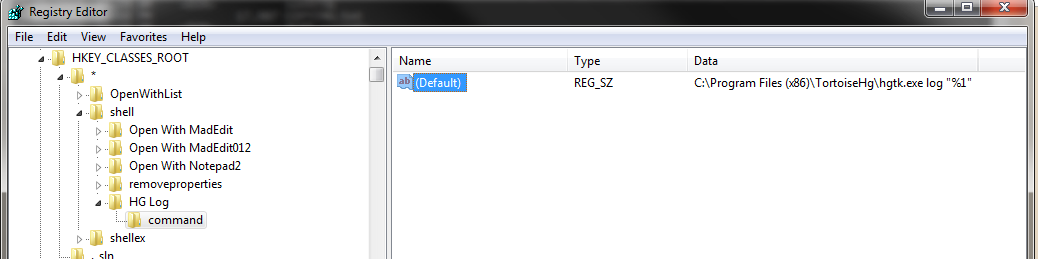 Registry Editor
File Edit View Favorites Help
HKEY_CLASSES_ROOT
*
OpenWithList
shell
Open With MadEdit
Open With MadEdit012
Open With Notepad2
removeproperties
HG Log
command
shellex
.sln
Name Type Data
ab (Default) REG_SZ C:\Program Files (x86)\TortoiseHg\hgtk.exe log "%1"